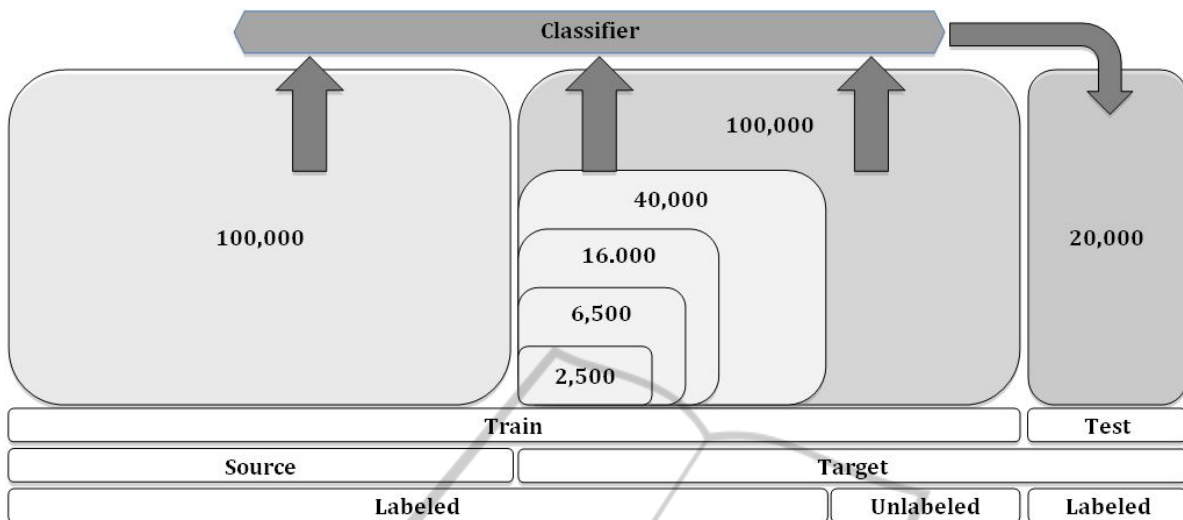 Classifier
100,000
100,000
40,000
16.000
6,500
2,500
20,000
Train
Test
Source
Target
Labeled
Unlabeled
Labeled